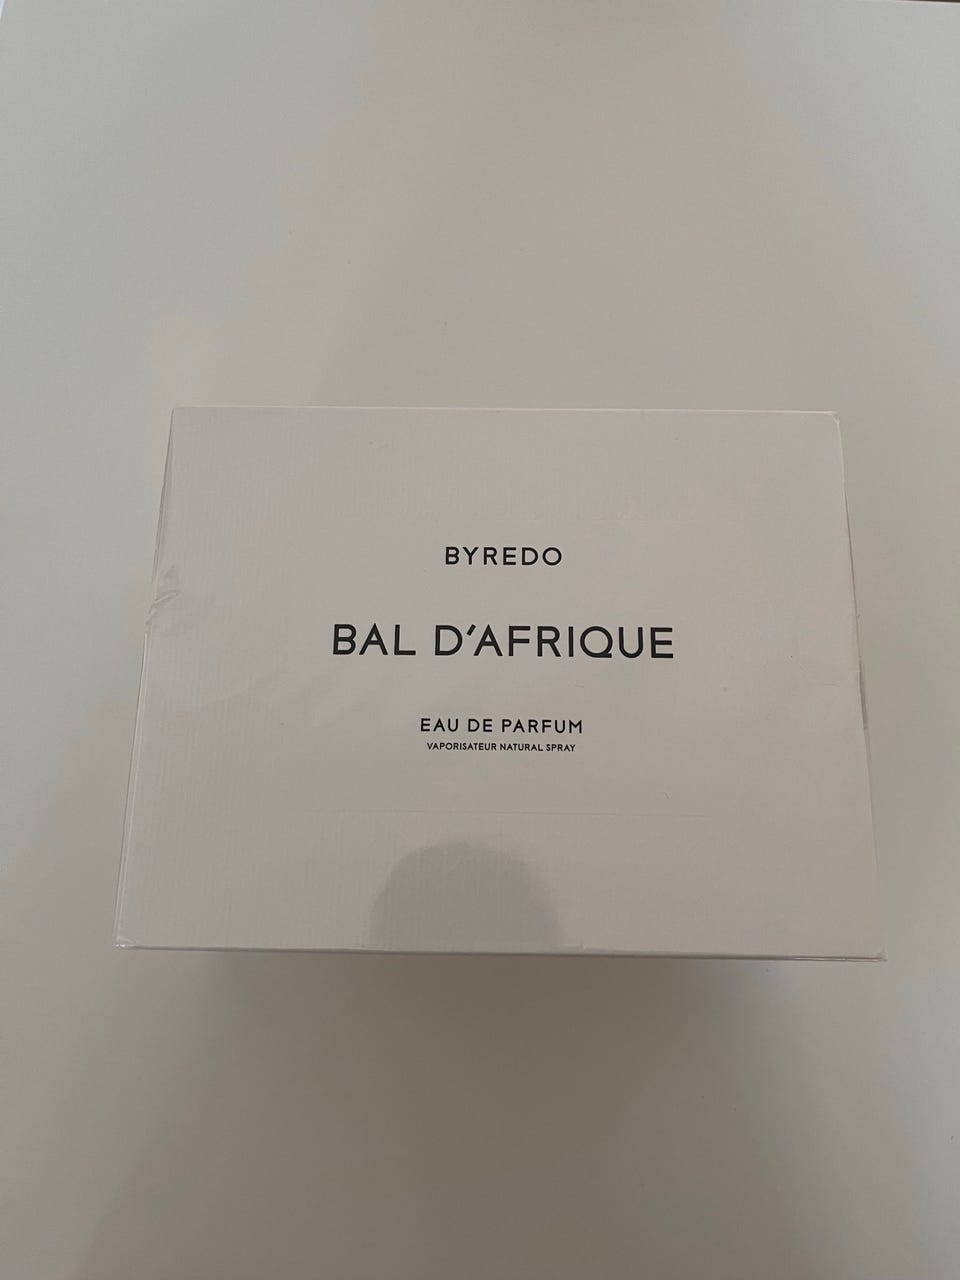 BYREDO
BAL D'AFRIQUE
EAU DE PARFUM
VAPORISATEUR NATURAL SPRAY